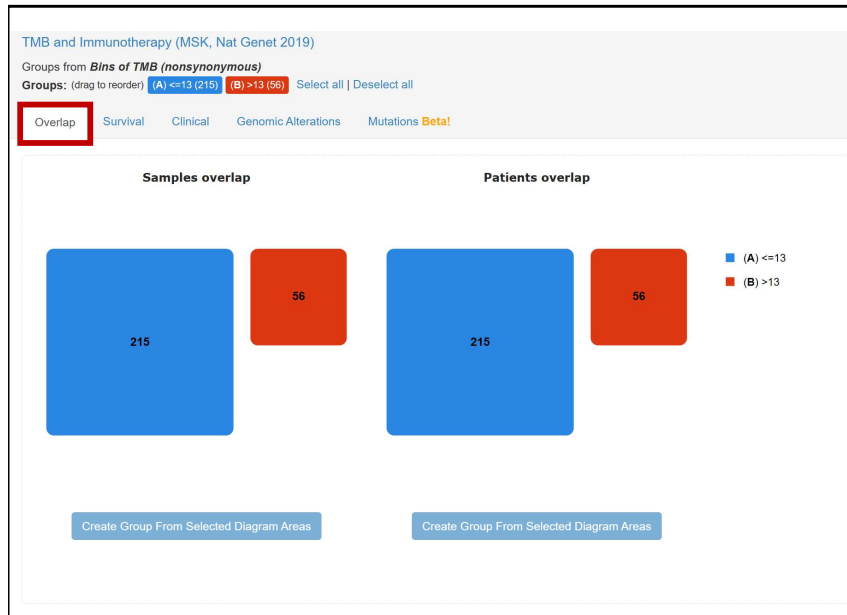 TMB and Immunotherapy (MSK, Nat Genet 2019)
Groups from Bins of TMB (nonsynonymous)
Groups: (drag to reorder) (A) <=13 (215) (B) >13 (56) Select all | Deselect all
Overlap Survival Clinical Genomic Alterations Mutations Beta!
Samples overlap Patients overlap
(A) <=13
(B) >13
56 56
215 215
Create Group From Selected Diagram Areas Create Group From Selected Diagram Areas